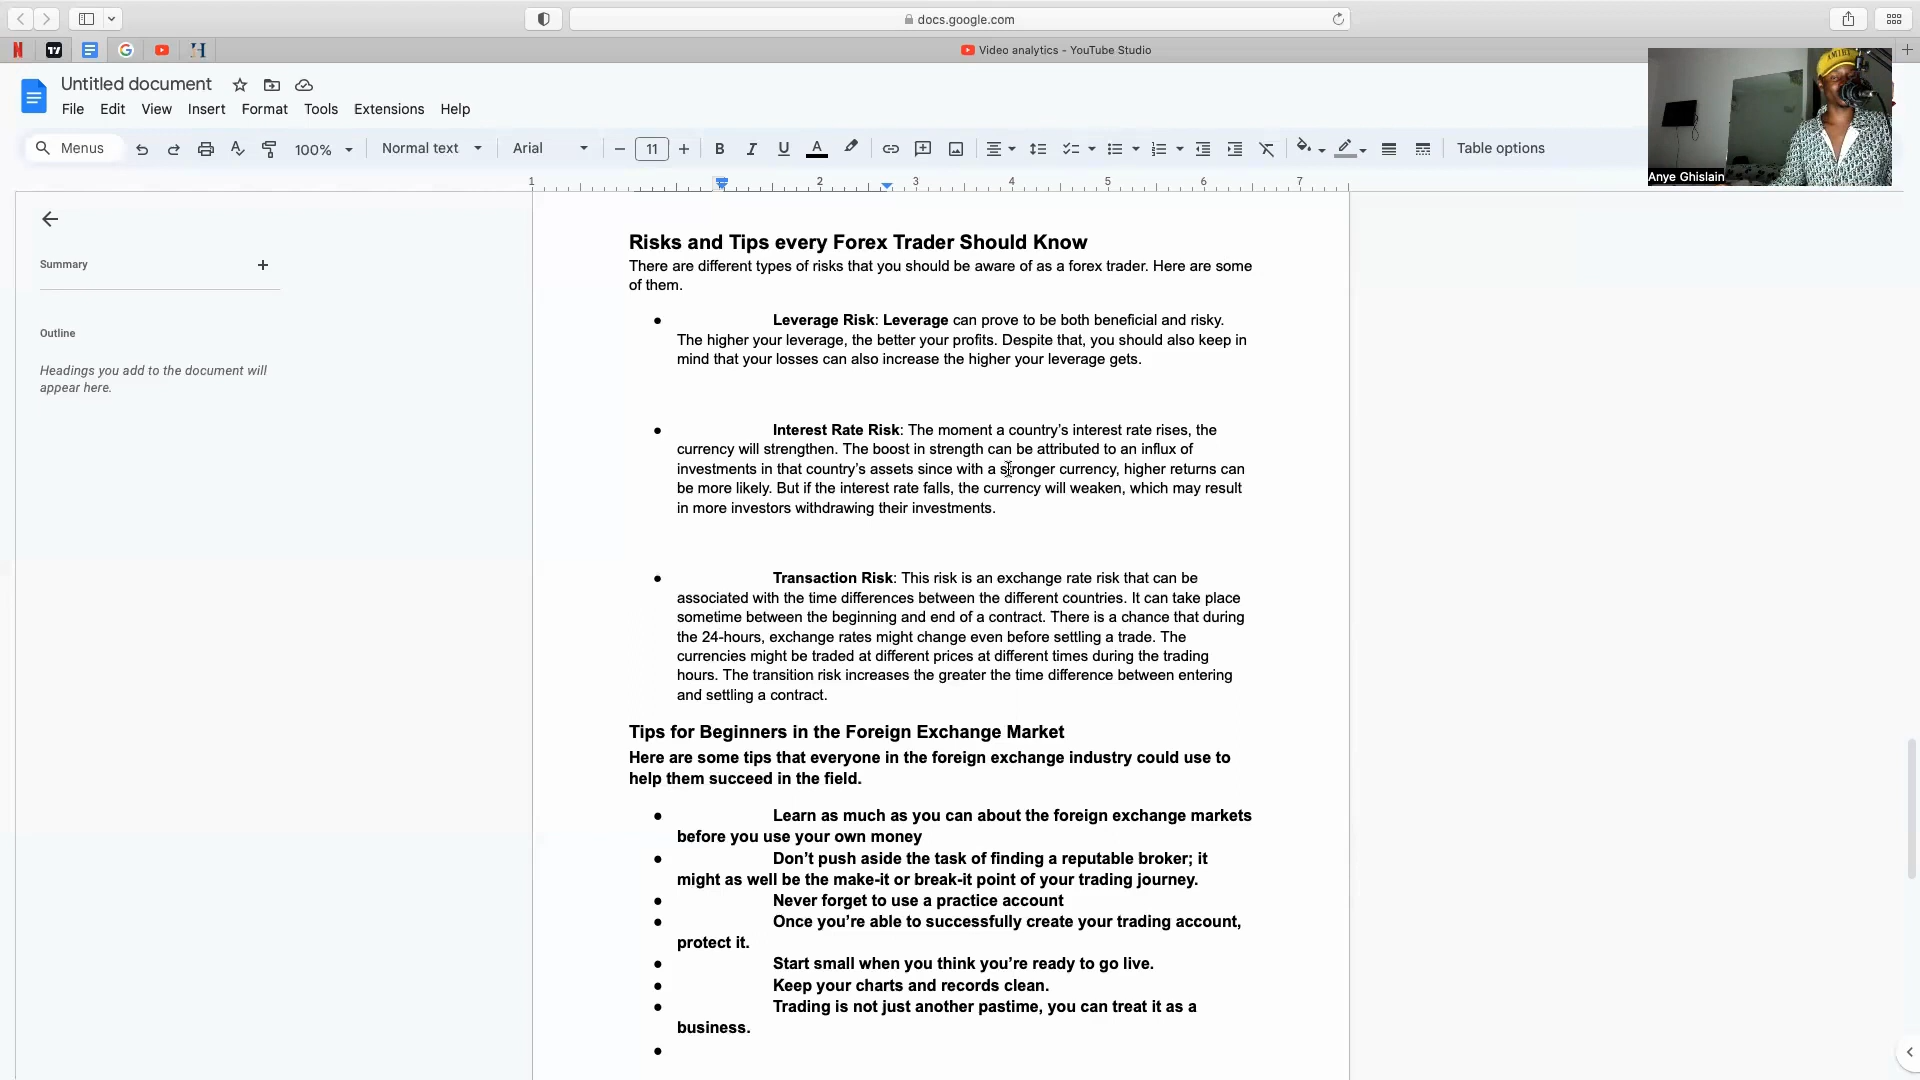 docs.google.com
Video analytics - YouTube Studio
Untitled document
File Edit View Insert Format Tools Extensions Help
Menus 100% Normal text Arial 11 Table options
1 2 3 4 5 6 7
Anye Ghislain
Summary
Outline
Headings you add to the document will
appear here.
Risks and Tips every Forex Trader Should Know
There are different types of risks that you should be aware of as a forex trader. Here are some
of them.
● Leverage Risk: Leverage can prove to be both beneficial and risky.
The higher your leverage, the better your profits. Despite that, you should also keep in
mind that your losses can also increase the higher your leverage gets.
● Interest Rate Risk: The moment a country's interest rate rises, the
currency will strengthen. The boost in strength can be attributed to an influx of
investments in that country's assets since with a stronger currency, higher returns can
be more likely. But if the interest rate falls, the currency will weaken, which may result
in more investors withdrawing their investments.
● Transaction Risk: This risk is an exchange rate risk that can be
associated with the time differences between the different countries. It can take place
sometime between the beginning and end of a contract. There is a chance that during
the 24-hours, exchange rates might change even before settling a trade. The
currencies might be traded at different prices at different times during the trading
hours. The transition risk increases the greater the time difference between entering
and settling a contract.
Tips for Beginners in the Foreign Exchange Market
Here are some tips that everyone in the foreign exchange industry could use to
help them succeed in the field.
● Learn as much as you can about the foreign exchange markets
before you use your own money
● Don't push aside the task of finding a reputable broker; it
might as well be the make-it or break-it point of your trading journey.
● Never forget to use a practice account
● Once you're able to successfully create your trading account,
protect it.
● Start small when you think you're ready to go live.
● Keep your charts and records clean.
● Trading is not just another pastime, you can treat it as a
business.
●